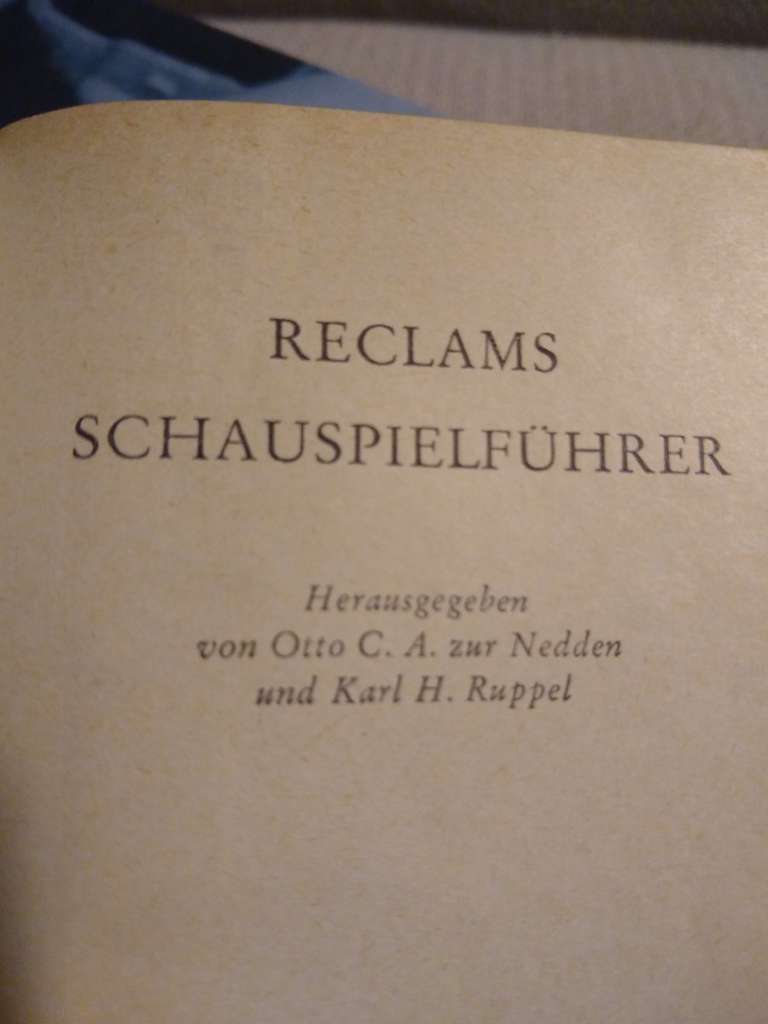 RECLAMS
SCHAUSPIELFÜHRER
Herausgegeben
von Otto C. A. zur Nedden
und Karl H. Ruppel